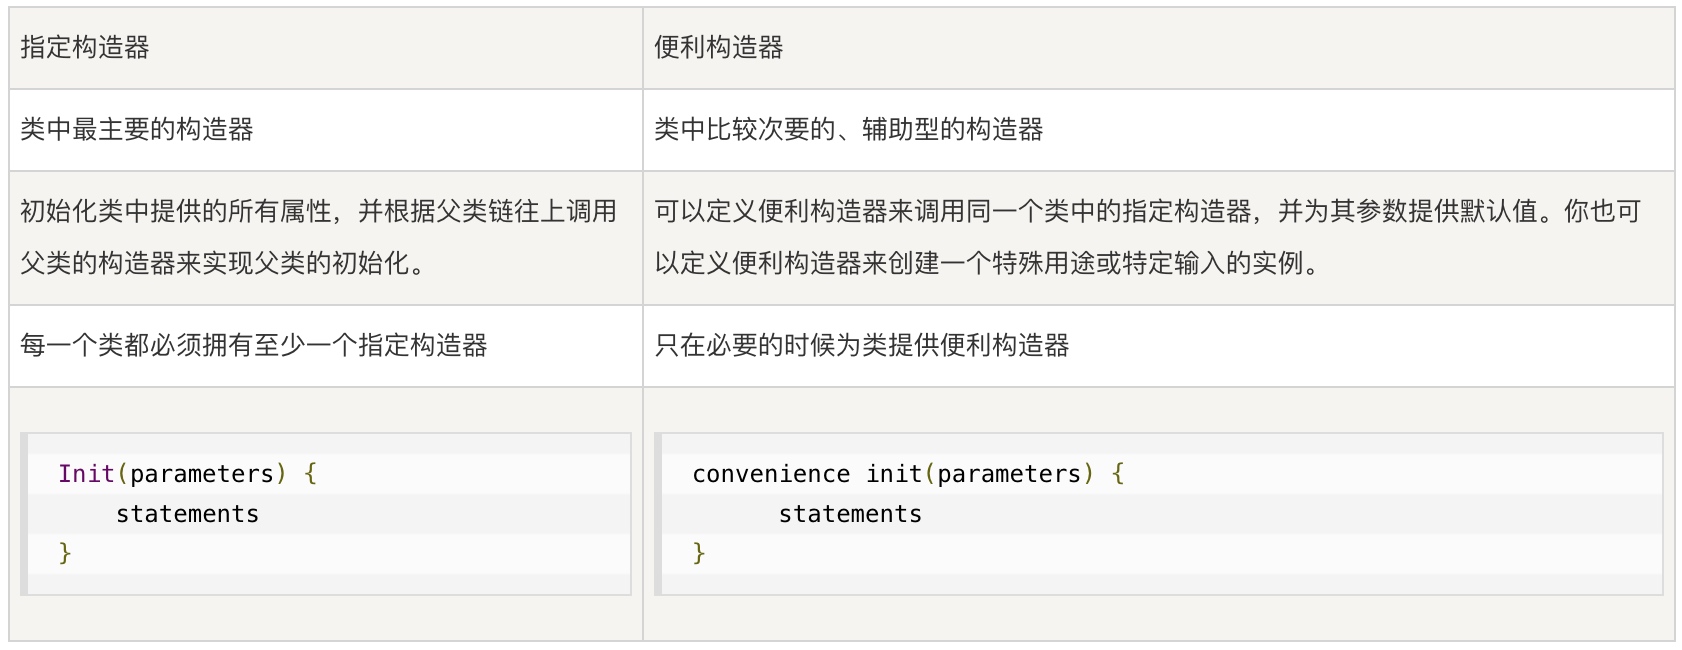 指定构造器
便利构造器
类中最主要的构造器
类中比较次要的、辅助型的构造器
初始化类中提供的所有属性，并根据父类链往上调用
父类的构造器来实现父类的初始化。
可以定义便利构造器来调用同一个类中的指定构造器，并为其参数提供默认值。你也可
以定义便利构造器来创建一个特殊用途或特定输入的实例。
每一个类都必须拥有至少一个指定构造器
只在必要的时候为类提供便利构造器
Init(parameters) {
    statements
}
convenience init(parameters) {
      statements
}